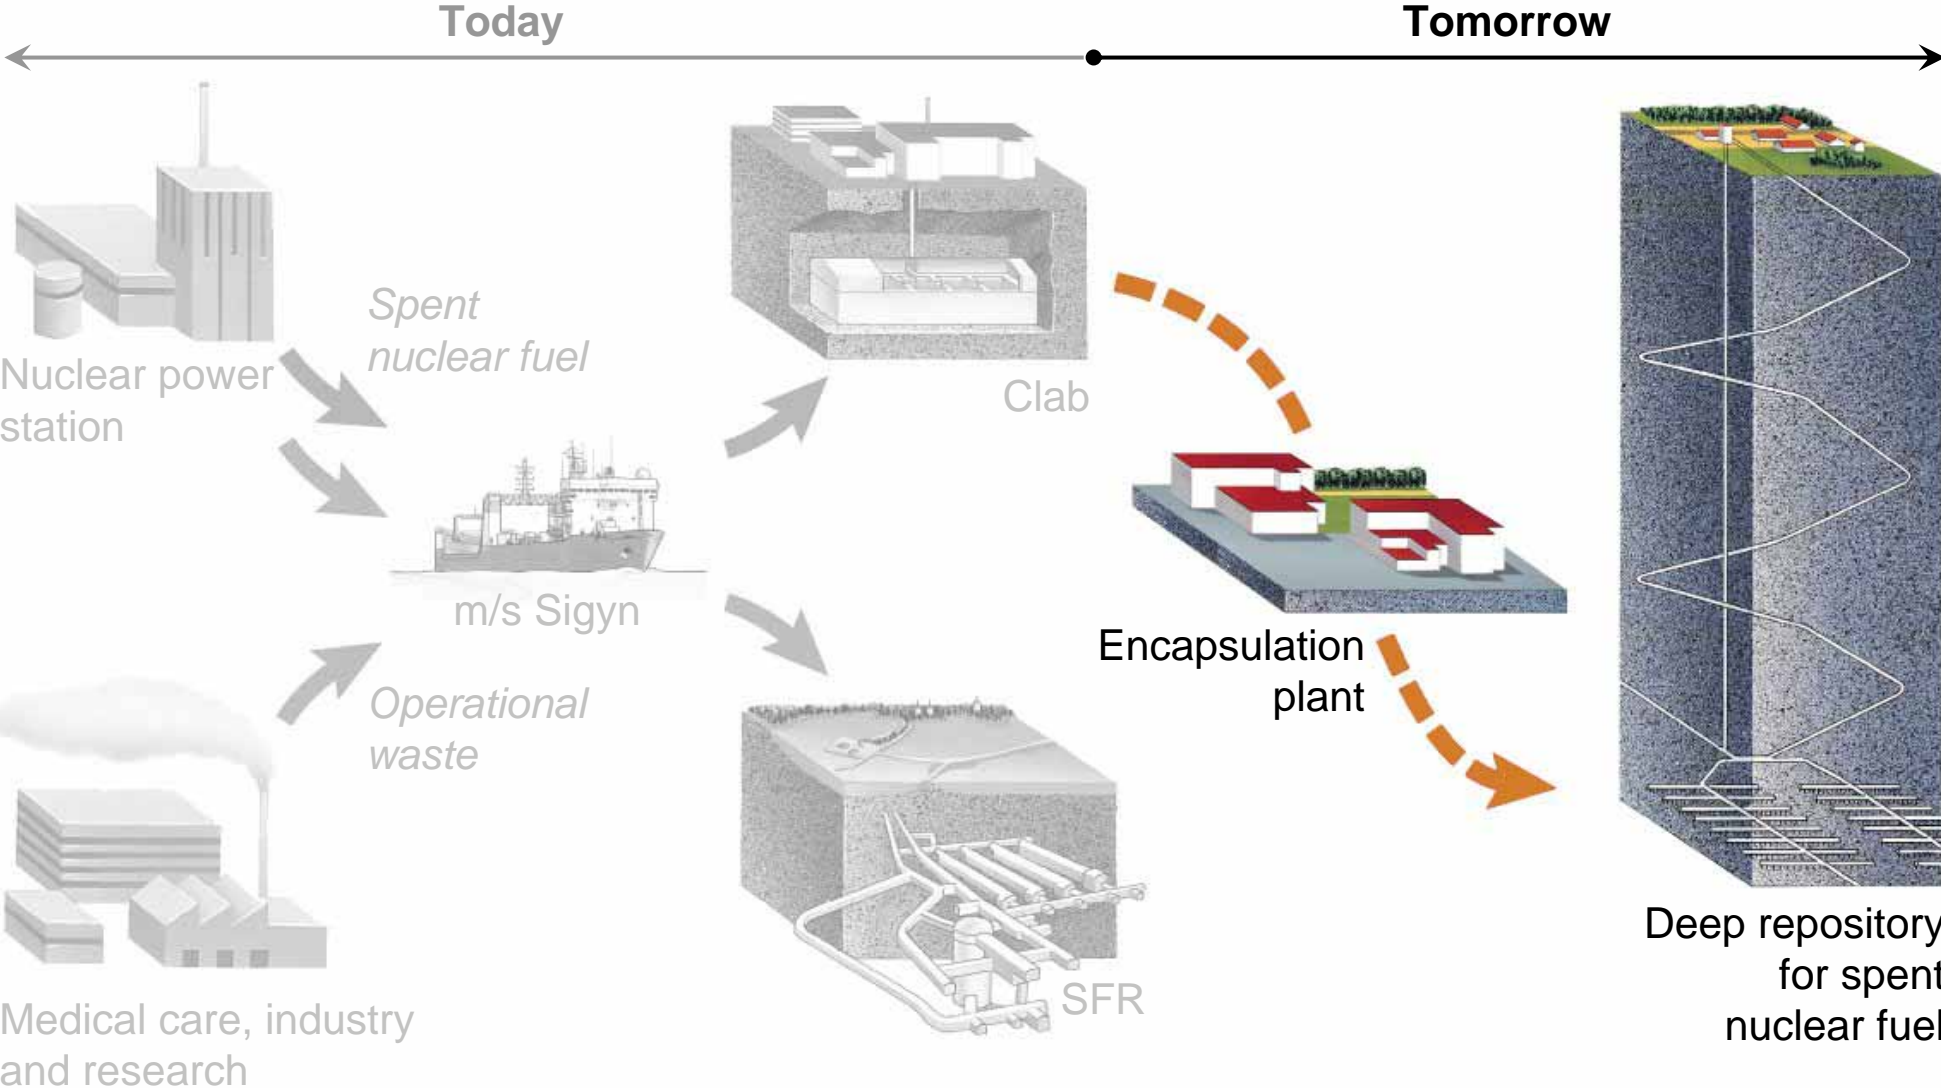 Today
Tomorrow
Spent
nuclear fuel
Nuclear power
station
Clab
m/s Sigyn
Encapsulation
plant
Operational
waste
Deep repository
for spent
nuclear fuel
SFR
Medical care, industry
and research